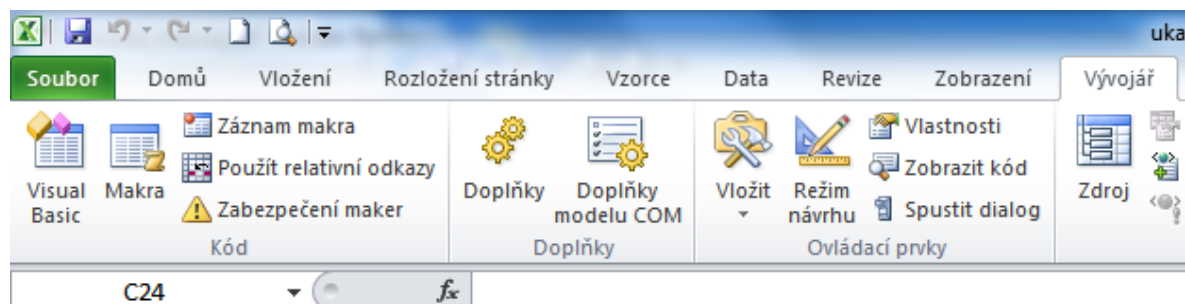 uka
Soubor Domů Vložení Rozložení stránky Vzorce Data Revize Zobrazení Vývojář
Visual Basic
Makra
Záznam makra
Použít relativní odkazy
Zabezpečení maker
Kód
Doplňky
Doplňky modelu COM
Doplňky
Vložit
Režim návrhu
Vlastnosti
Zobrazit kód
Spustit dialog
Ovládací prvky
Zdroj
C24 fx